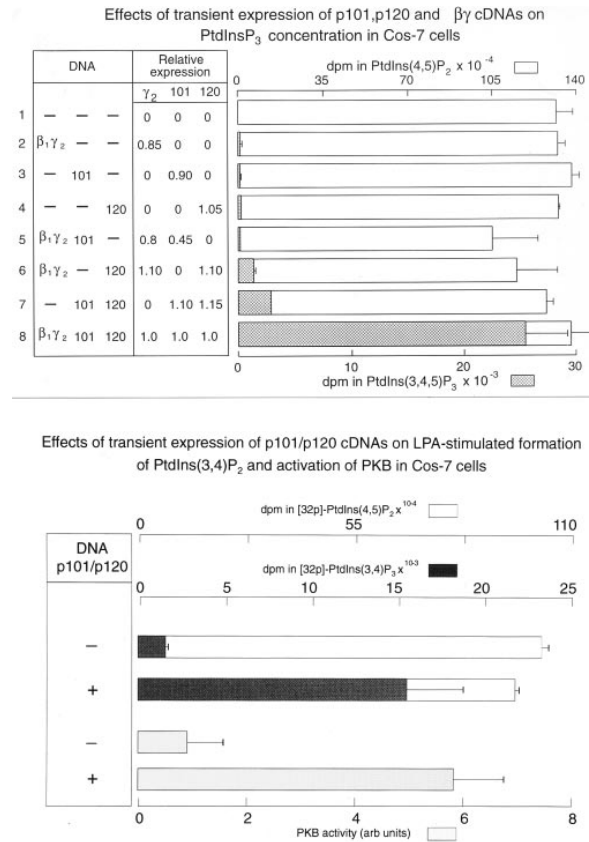 Effects of transient expression of p101,p120 and βγ cDNAs on
PtdInsP₃ concentration in Cos-7 cells
DNA Relative expression dpm in PtdIns(4,5)P₂ x 10⁻⁴
γ₂ 101 120 0 35 70 105 140
1 — — — 0 0 0
2 β₁γ₂ — — 0.85 0 0
3 — 101 — 0 0.90 0
4 — — 120 0 0 1.05
5 β₁γ₂ 101 — 0.8 0.45 0
6 β₁γ₂ — 120 1.10 0 1.10
7 — 101 120 0 1.10 1.15
8 β₁γ₂ 101 120 1.0 1.0 1.0
0 10 20 30
dpm in PtdIns(3,4,5)P₃ x 10⁻³
Effects of transient expression of p101/p120 cDNAs on LPA-stimulated formation
of PtdIns(3,4)P₂ and activation of PKB in Cos-7 cells
dpm in [32p]-PtdIns(4,5)P₂ x¹⁰⁻⁴
0 55 110
DNA
p101/p120
dpm in [32p]-PtdIns(3,4)P₃ x¹⁰⁻³
0 5 10 15 20 25
–
+
–
+
0 2 4 6 8
PKB activity (arb units)